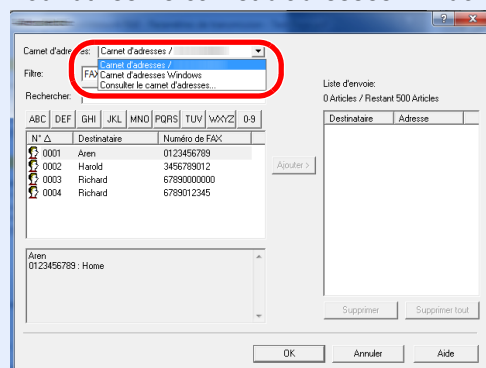 Carnet d'adresses: Carnet d'adresses /
Carnet d'adresses /
Carnet d'adresses Windows
Consulter le carnet d'adresses...
Filtre: FAX
Rechercher:
ABC DEF GHI JKL MNO PQRS TUV WXYZ 0-9
N° Destinataire Numéro de FAX
0001 Aren 0123456789
0002 Harold 3456789012
0003 Richard 67890000000
0004 Richard 6789012345
Aren
0123456789 : Home
Ajouter >
Liste d'envoie:
0 Articles / Restant 500 Articles
Destinataire Adresse
Supprimer Supprimer tout
OK Annuler Aide